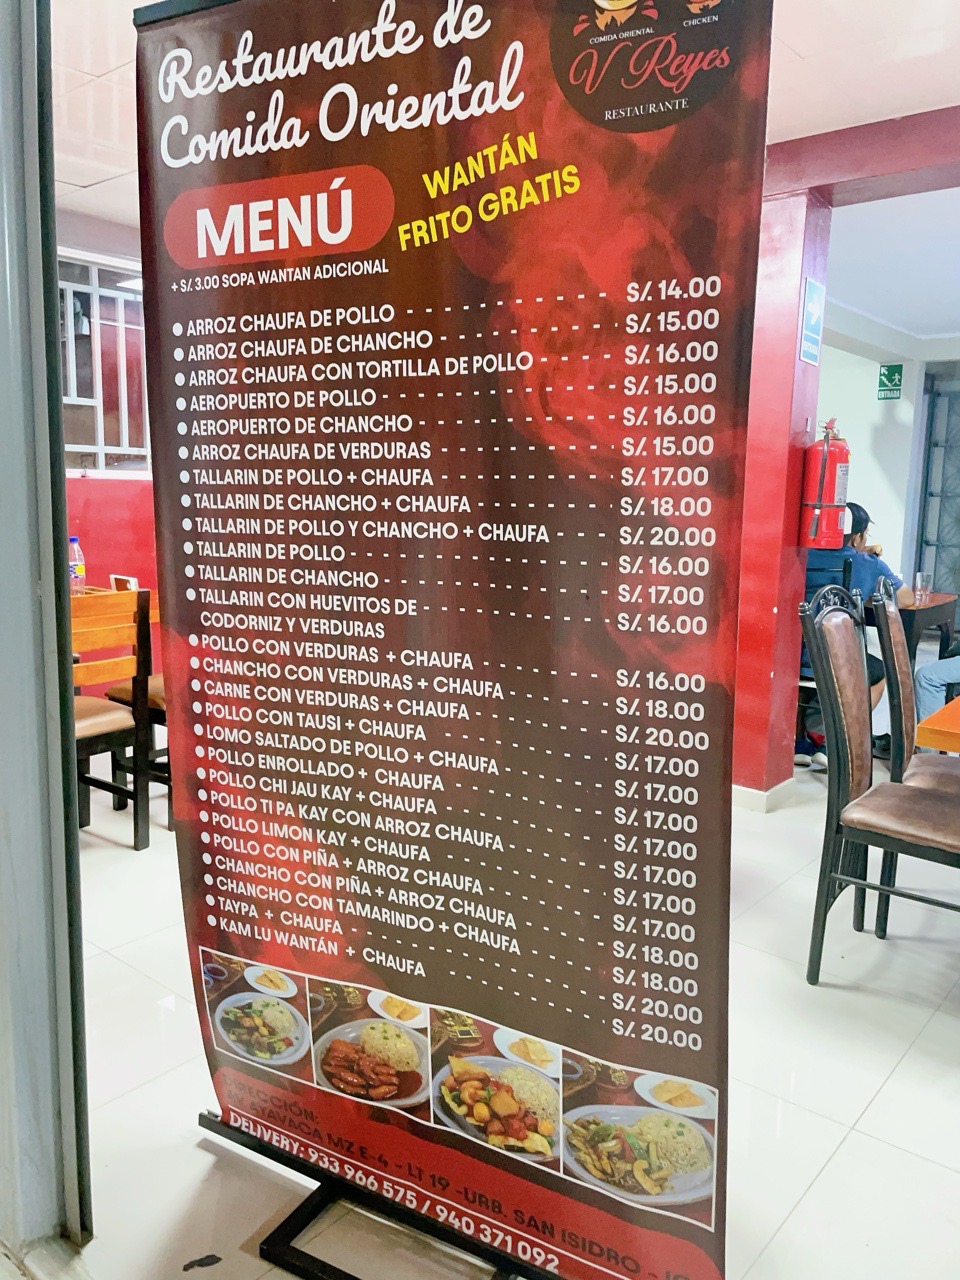 COMIDA ORIENTAL
CHICKEN
V Reyes
RESTAURANTE
Restaurante de
Comida Oriental
MENÚ
WANTÁN
FRITO GRATIS
+ S/. 3.00 SOPA WANTAN ADICIONAL
● ARROZ CHAUFA DE POLLO - - - - - - - - S/. 14.00
● ARROZ CHAUFA DE CHANCHO - - - - - - - - S/. 15.00
● ARROZ CHAUFA CON TORTILLA DE POLLO - - - - S/. 16.00
● AEROPUERTO DE POLLO - - - - - - - - S/. 15.00
● AEROPUERTO DE CHANCHO - - - - - - - - S/. 16.00
● ARROZ CHAUFA DE VERDURAS - - - - - - - - S/. 15.00
● TALLARIN DE POLLO + CHAUFA - - - - - - - - S/. 17.00
● TALLARIN DE CHANCHO + CHAUFA - - - - - - - - S/. 18.00
● TALLARIN DE POLLO Y CHANCHO + CHAUFA - - - S/. 20.00
● TALLARIN DE POLLO - - - - - - - - S/. 16.00
● TALLARIN DE CHANCHO - - - - - - - - S/. 17.00
● TALLARIN CON HUEVITOS DE - - - - - - - - S/. 16.00
CODORNIZ Y VERDURAS
● POLLO CON VERDURAS + CHAUFA - - - - - - - - S/. 16.00
● CHANCHO CON VERDURAS + CHAUFA - - - - - - S/. 18.00
● CARNE CON VERDURAS + CHAUFA - - - - - - - - S/. 20.00
● POLLO CON TAUSI + CHAUFA - - - - - - - - S/. 17.00
● LOMO SALTADO DE POLLO + CHAUFA - - - - - - S/. 17.00
● POLLO ENROLLADO + CHAUFA - - - - - - - - S/. 17.00
● POLLO CHI JAU KAY + CHAUFA - - - - - - - - S/. 17.00
● POLLO TI PA KAY CON ARROZ CHAUFA - - - - - - S/. 17.00
● POLLO LIMON KAY + CHAUFA - - - - - - - - S/. 17.00
● POLLO CON PIÑA + ARROZ CHAUFA - - - - - - - - S/. 17.00
● CHANCHO CON PIÑA + ARROZ CHAUFA - - - - - - S/. 18.00
● CHANCHO CON TAMARINDO + CHAUFA - - - - - - S/. 18.00
● TAYPA + CHAUFA - - - - - - - - S/. 20.00
● KAM LU WANTÁN + CHAUFA - - - - - - - - S/. 20.00
DIRECCIÓN:
AYAVACA MZ E-4 - LT 19 -URB. SAN ISIDRO -
DELIVERY: 933 966 575 / 940 371 092
ENTRADA